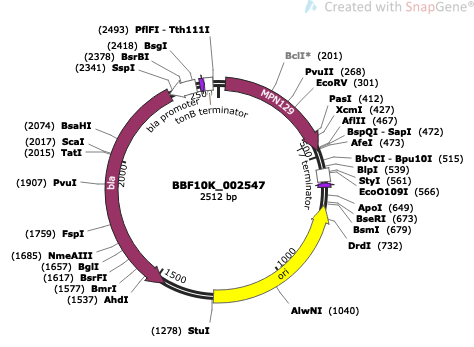 Created with SnapGene®
(2493) PflFI - Tth111I
(2418) BsgI
(2378) BsrBI
(2341) SspI
BclI* (201)
PvuII (268)
EcoRV (301)
PasI (412)
XcmI (427)
AflII (467)
BspQI - SapI (472)
AfeI (473)
BbvCI - Bpu10I (515)
BlpI (539)
StyI (561)
EcoO109I (566)
ApoI (649)
BseRI (673)
BsmI (679)
DrdI (732)
AlwNI (1040)
(1278) StuI
(1537) AhdI
(1577) BmrI
(1617) BsrFI
(1657) BglI
(1685) NmeAIII
(1759) FspI
(1907) PvuI
(2015) TatI
(2017) ScaI
(2074) BsaHI
bla promoter
tonB terminator
MPN129
T7 terminator
ori
bla
250
500
1000
1500
2000
BBF10K_002547
2512 bp